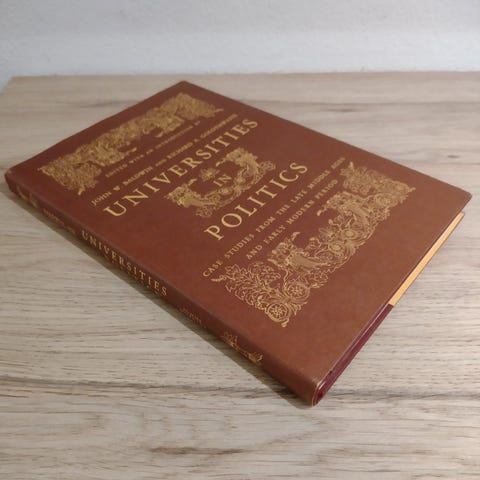 EDITED WITH AN INTRODUCTION BY
JOHN W. BALDWIN AND RICHARD A. GOLDTHWAITE
UNIVERSITIES
IN
POLITICS
CASE STUDIES FROM THE LATE MIDDLE AGES
AND EARLY MODERN PERIOD
UNIVERSITIES